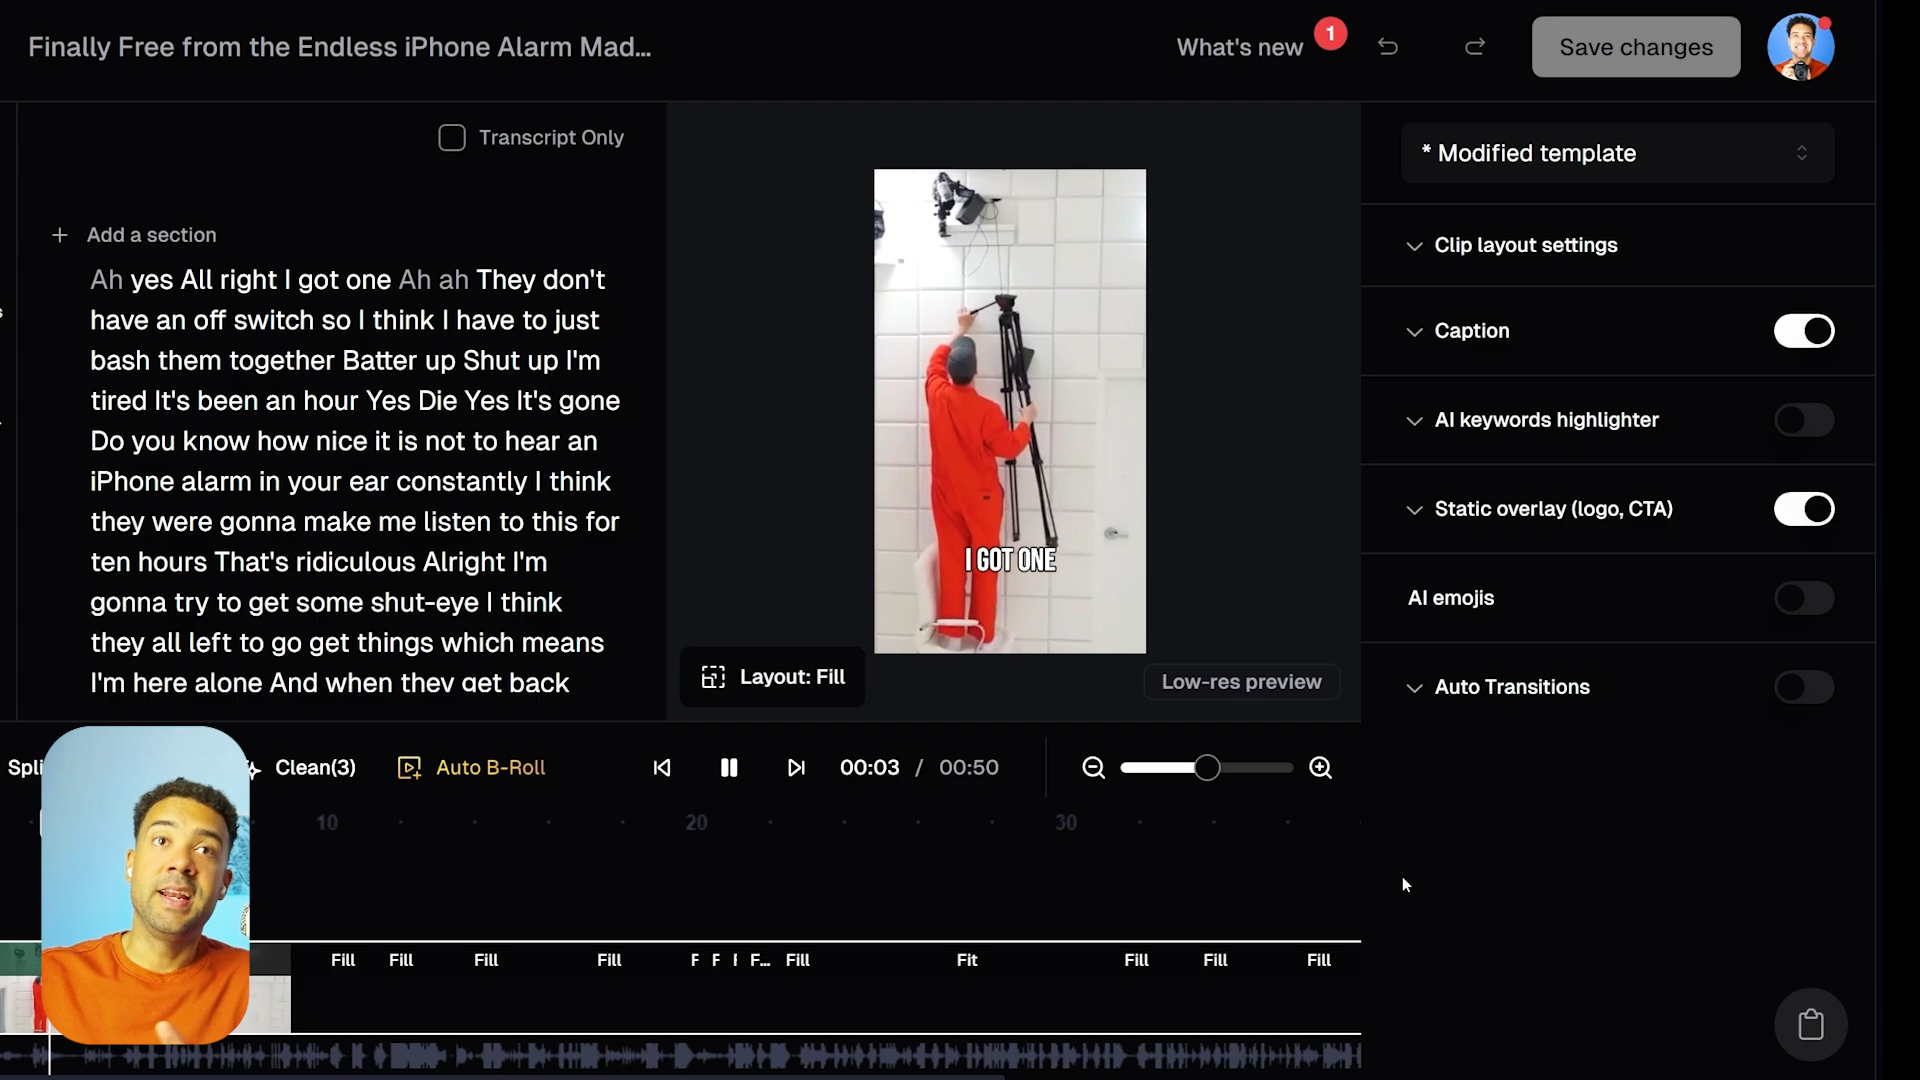 Finally Free from the Endless iPhone Alarm Mad...
What's new
1
Save changes
Transcript Only
Add a section
Ah yes All right I got one Ah ah They don't
have an off switch so I think I have to just
bash them together Batter up Shut up I'm
tired It's been an hour Yes Die Yes It's gone
Do you know how nice it is not to hear an
iPhone alarm in your ear constantly I think
they were gonna make me listen to this for
ten hours That's ridiculous Alright I'm
gonna try to get some shut-eye I think
they all left to go get things which means
I'm here alone And when they get back
I GOT ONE
Layout: Fill
Low-res preview
* Modified template
Clip layout settings
Caption
AI keywords highlighter
Static overlay (logo, CTA)
AI emojis
Auto Transitions
Clean(3)
Auto B-Roll
00:03 / 00:50
10
20
30
Fill
Fill
Fill
Fill
F
F
F...
Fill
Fit
Fill
Fill
Fill